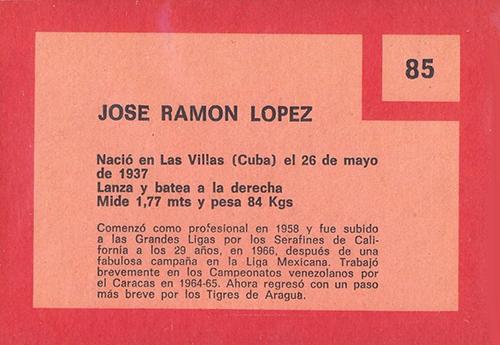 85
JOSE RAMON LOPEZ
Nació en Las Villas (Cuba) el 26 de mayo
de 1937
Lanza y batea a la derecha
Mide 1,77 mts y pesa 84 Kgs
Comenzó como profesional en 1958 y fue subido
a las Grandes Ligas por los Serafines de Cali-
fornia a los 29 años, en 1966, después de una
fabulosa campaña en la Liga Mexicana. Trabajó
brevemente en los Campeonatos venezolanos por
el Caracas en 1964-65. Ahora regresó con un paso
más breve por los Tigres de Aragua.